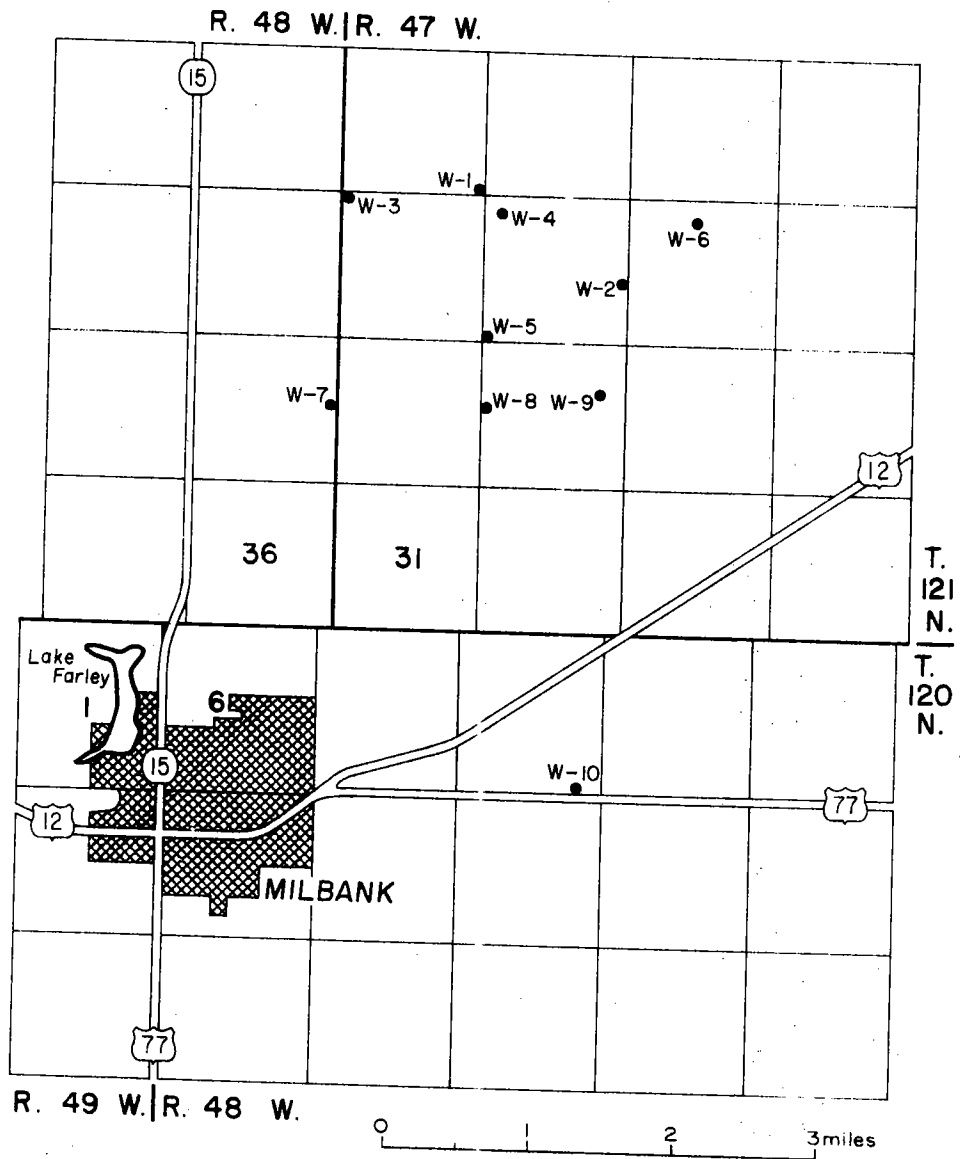 R. 48 W. | R. 47 W.
15
W-1
W-3
W-4
W-6
W-2
W-5
W-7
W-8 W-9
12
36 31
T.
121
N.
T.
120
N.
Lake
Farley
1 6
15
W-10
12
77
MILBANK
77
R. 49 W. | R. 48 W.
0 1 2 3 miles